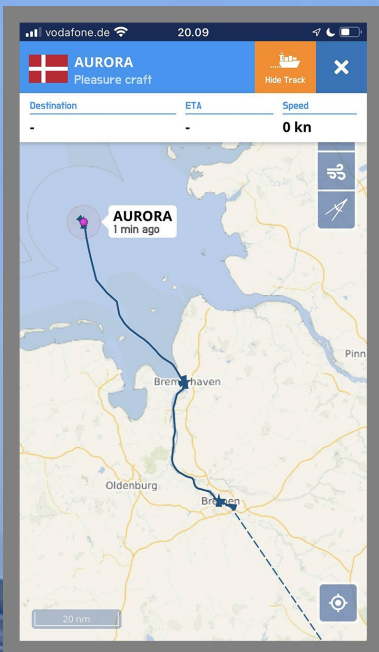 vodafone.de
20.09
AURORA
Pleasure craft
Hide Track
Destination
ETA
Speed
-
-
0 kn
AURORA
1 min ago
Pinn
Bremerhaven
Oldenburg
Bremen
20 nm